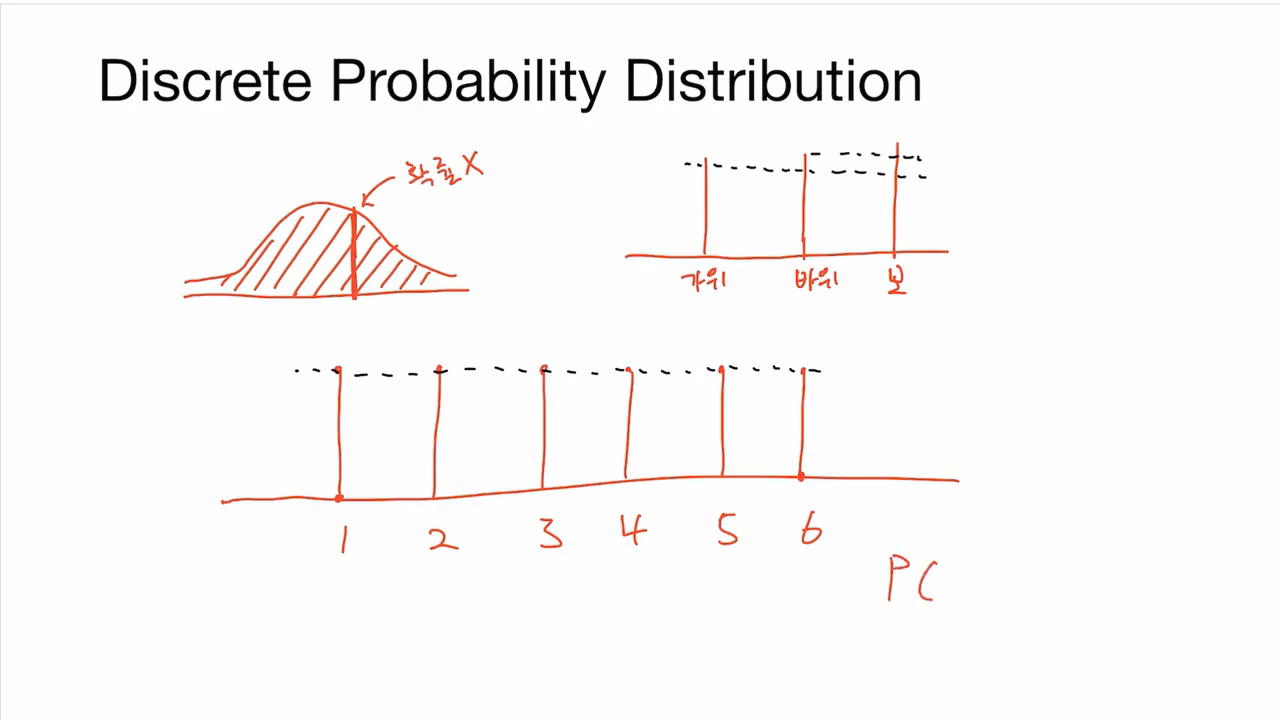 Discrete Probability Distribution
확률 X
가위 바위 보
1 2 3 4 5 6
P(